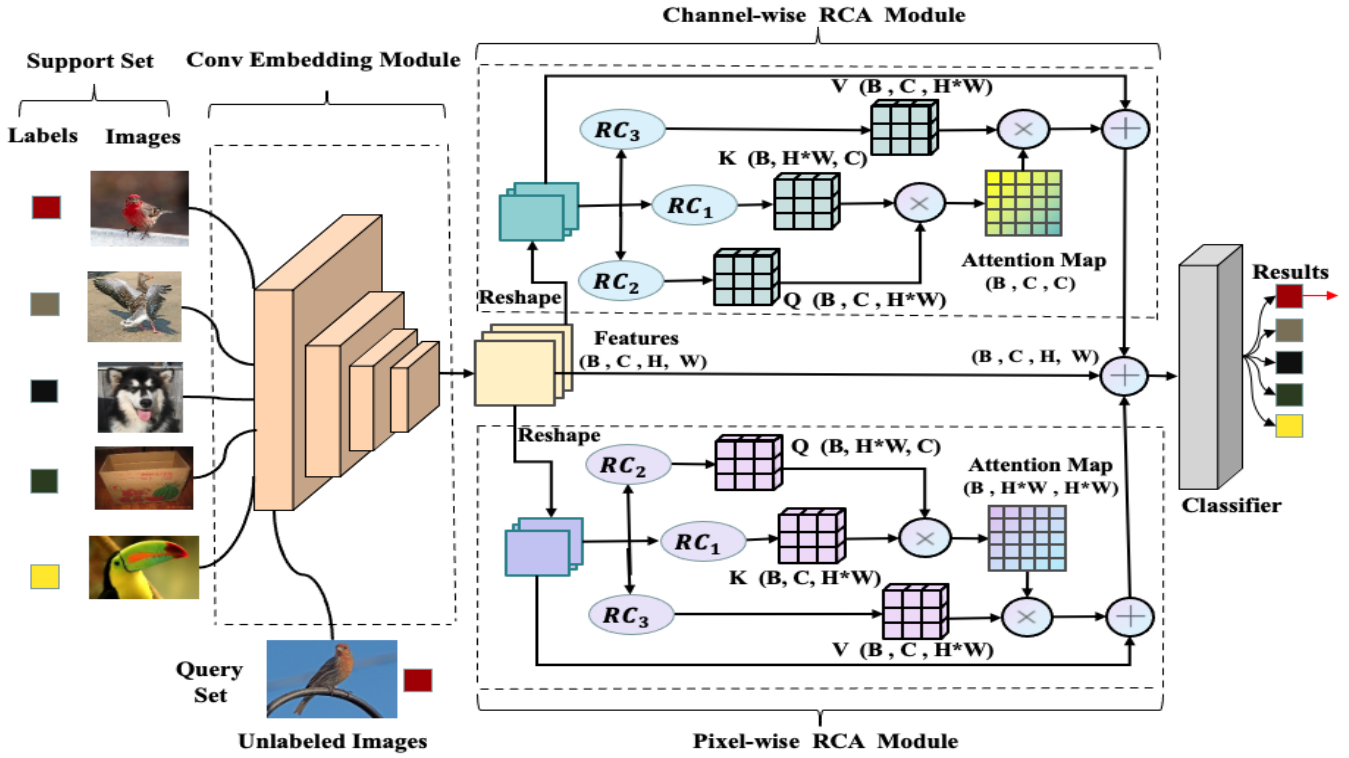 Channel-wise RCA Module
Support Set
Conv Embedding Module
Labels Images
V (B , C , H*W)
RC3
K (B, H*W, C)
RC1
RC2
Q (B , C , H*W)
Attention Map
(B , C , C)
Reshape
Features
(B , C , H, W)
(B , C , H, W)
Results
Reshape
Q (B, H*W, C)
RC2
Attention Map
(B , H*W , H*W)
RC1
K (B, C, H*W)
RC3
V (B , C , H*W)
Classifier
Query
Set
Unlabeled Images
Pixel-wise RCA Module